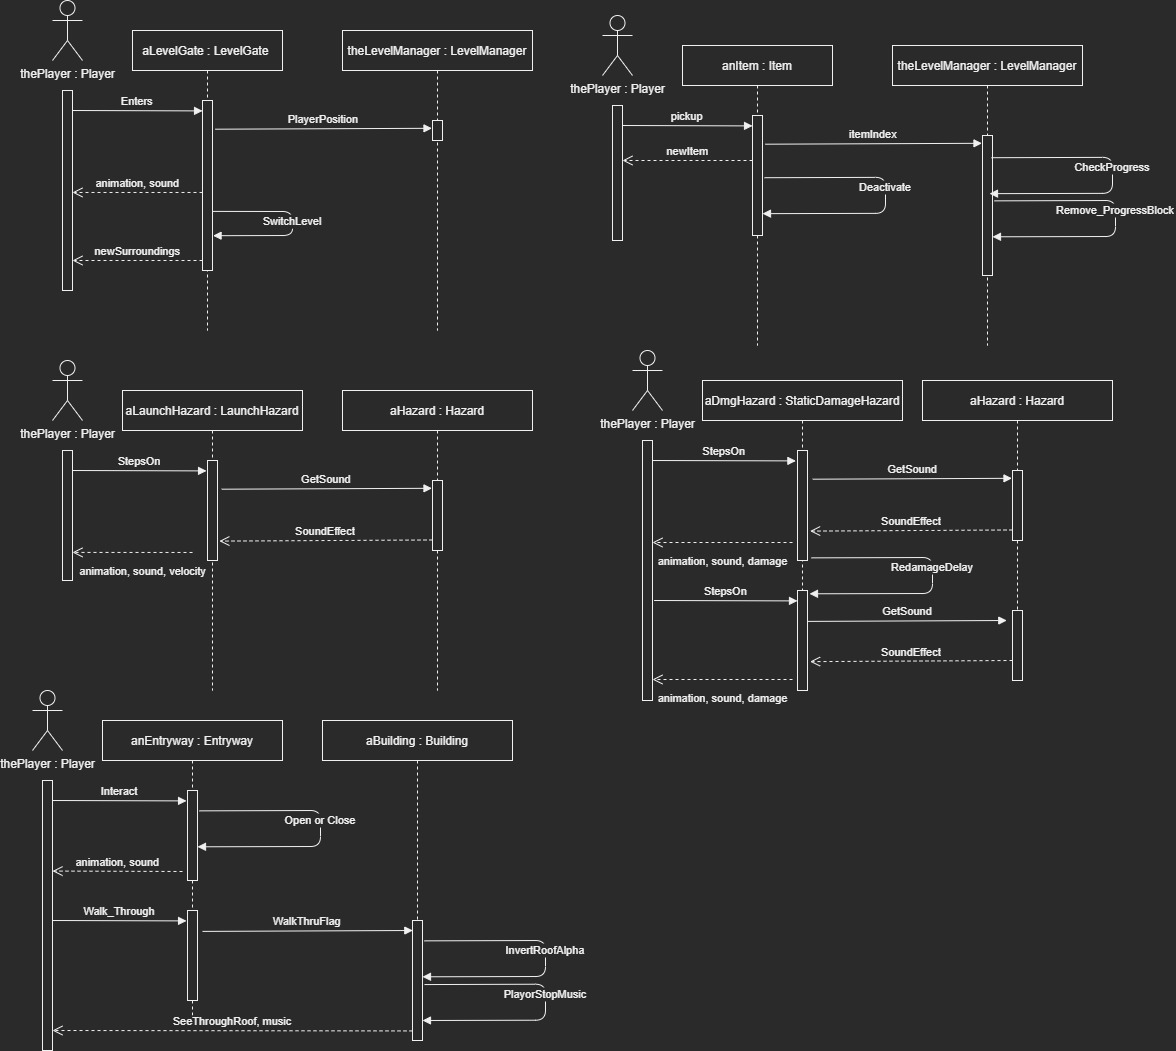 thePlayer : Player
aLevelGate : LevelGate
theLevelManager : LevelManager
Enters
PlayerPosition
animation, sound
SwitchLevel
newSurroundings
thePlayer : Player
anItem : Item
theLevelManager : LevelManager
pickup
itemIndex
newItem
CheckProgress
Deactivate
Remove_ProgressBlock
thePlayer : Player
aLaunchHazard : LaunchHazard
aHazard : Hazard
StepsOn
GetSound
SoundEffect
animation, sound, velocity
thePlayer : Player
aDmgHazard : StaticDamageHazard
aHazard : Hazard
StepsOn
GetSound
SoundEffect
animation, sound, damage
RedamageDelay
StepsOn
GetSound
SoundEffect
animation, sound, damage
thePlayer : Player
anEntryway : Entryway
aBuilding : Building
Interact
Open or Close
animation, sound
Walk_Through
WalkThruFlag
InvertRoofAlpha
PlayorStopMusic
SeeThroughRoof, music